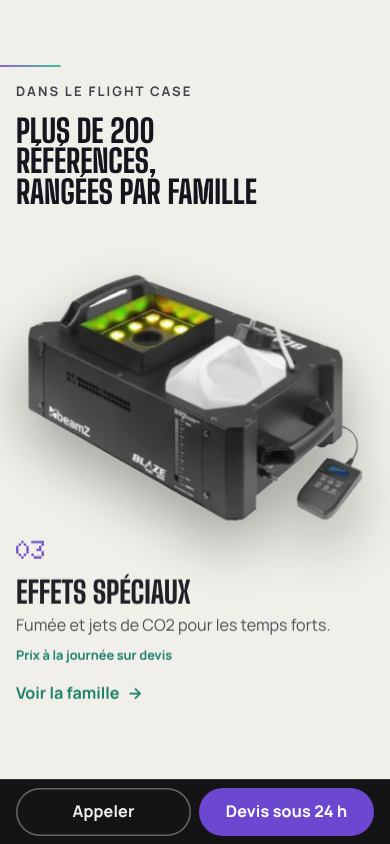 DANS LE FLIGHT CASE
PLUS DE 200
RÉFÉRENCES,
RANGÉES PAR FAMILLE
beamZ
BLAZE
03
EFFETS SPÉCIAUX
Fumée et jets de CO2 pour les temps forts.
Prix à la journée sur devis
Voir la famille →
Appeler
Devis sous 24 h